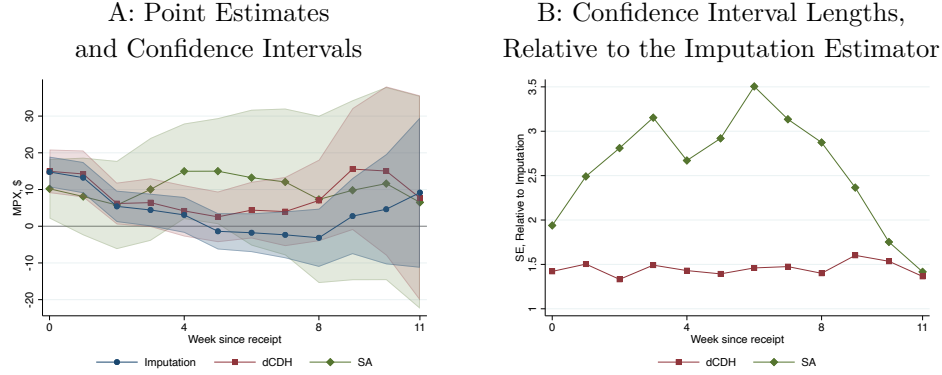 A: Point Estimates
and Confidence Intervals
MPX, $
30
20
10
0
-10
-20
0
4
8
11
Week since receipt
Imputation
dCDH
SA
B: Confidence Interval Lengths,
Relative to the Imputation Estimator
SE, Relative to Imputation
3.5
3
2.5
2
1.5
1
0
4
8
11
Week since receipt
dCDH
SA